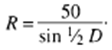 R = 50 / sin ½ D.